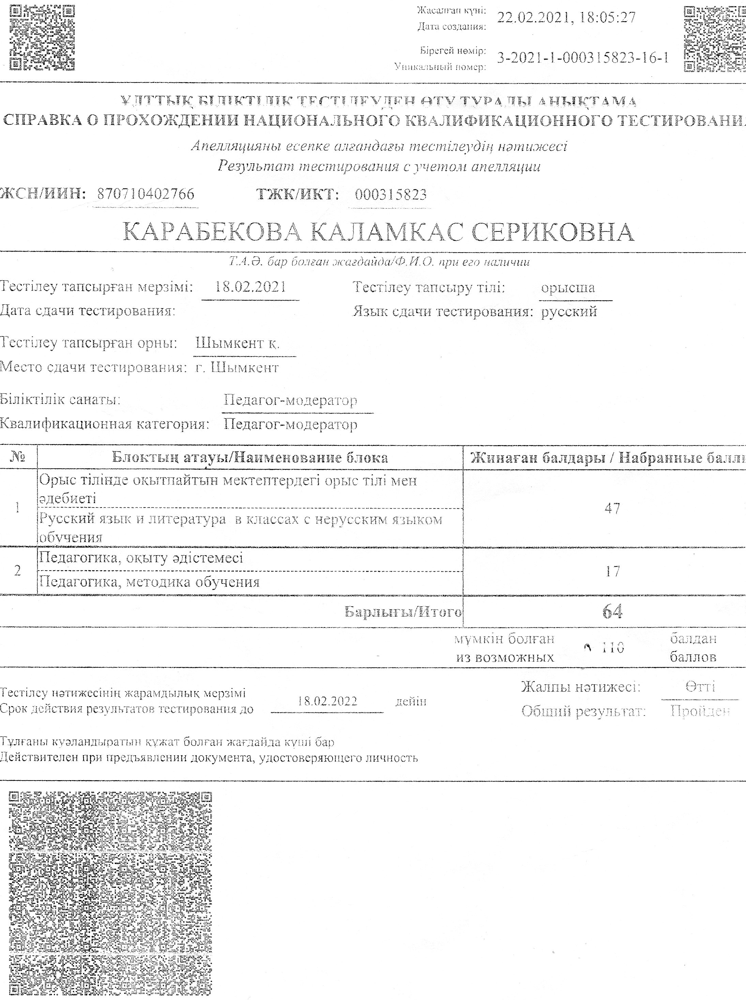 Жасалған күні:
22.02.2021, 18:05:27
Дата создания:
Бірегей нөмір:
3-2021-1-000315823-16-1
Уникальный номер:
ҰЛТТЫҚ БІЛІКТІЛІК ТЕСТІЛЕУДЕН ӨТУ ТУРАЛЫ АНЫҚТАМА
СПРАВКА О ПРОХОЖДЕНИИ НАЦИОНАЛЬНОГО КВАЛИФИКАЦИОННОГО ТЕСТИРОВАНИЯ
Апелляцияны есепке алғандағы тестілеудің нәтижесі
Результат тестирования с учетом апелляции
ЖСН/ИИН: 870710402766 ТЖК/ИКТ: 000315823
КАРАБЕКОВА КАЛАМКАС СЕРИКОВНА
Т.А.Ә. бар болған жағдайда/Ф.И.О. при его наличии
Тестілеу тапсырған мерзімі: 18.02.2021 Тестілеу тапсыру тілі: орысша
Дата сдачи тестирования: Язык сдачи тестирования: русский
Тестілеу тапсырған орны: Шымкент қ.
Место сдачи тестирования: г. Шымкент
Біліктілік санаты: Педагог-модератор
Квалификационная категория: Педагог-модератор
№ Блоктың атауы/Наименование блока Жинаған балдары / Набранные баллы
1 Орыс тілінде оқытпайтын мектептердегі орыс тілі мен
әдебиеті
47
Русский язык и литература в классах с нерусским языком
обучения
2 Педагогика, оқыту әдістемесі
17
Педагогика, методика обучения
Барлығы/Итого 64
мүмкін болған 110 балдан
из возможных баллов
Тестілеу нәтижесінің жарамдылық мерзімі 18.02.2022 дейін
Срок действия результатов тестирования до
Жалпы нәтижесі: Өтті
Общий результат: Пройден
Тұлғаны куәландыратын құжат болған жағдайда күші бар
Действителен при предъявлении документа, удостоверяющего личность